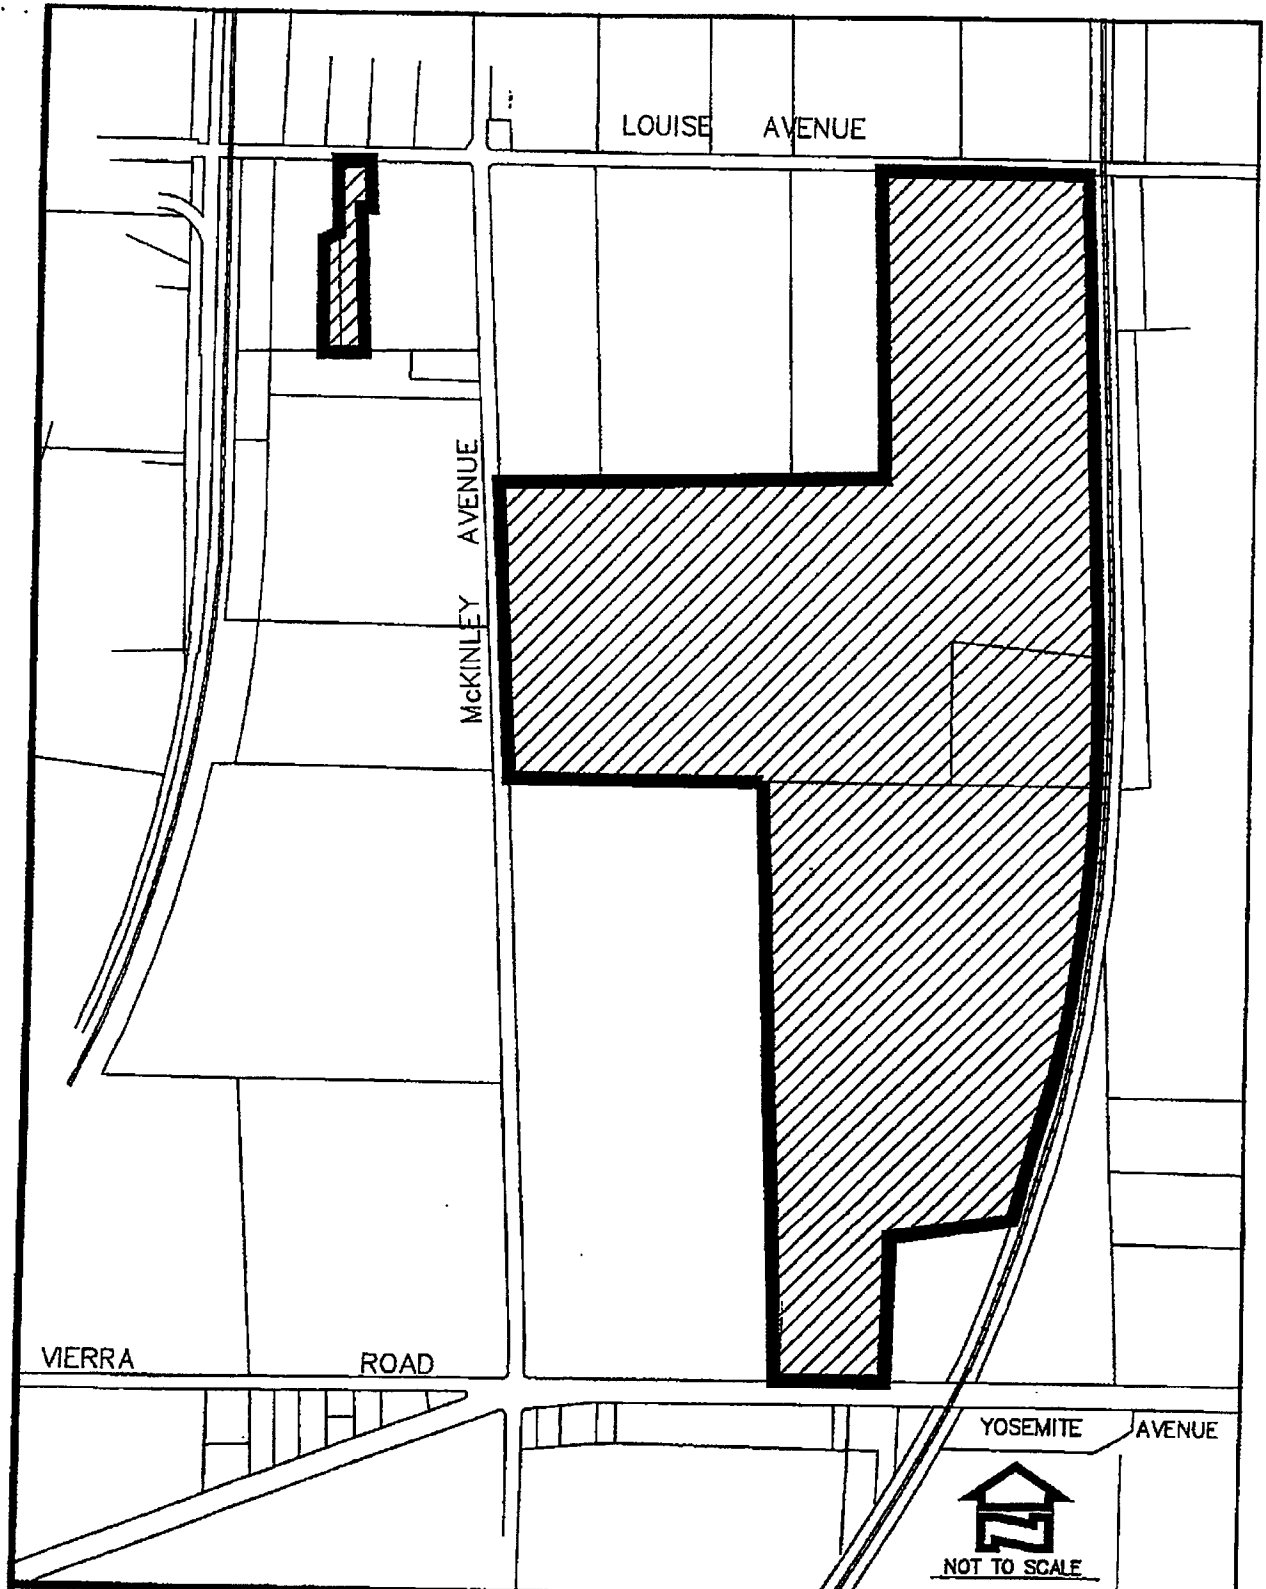 LOUISE AVENUE
McKINLEY AVENUE
VIERRA ROAD
YOSEMITE AVENUE
N
NOT TO SCALE